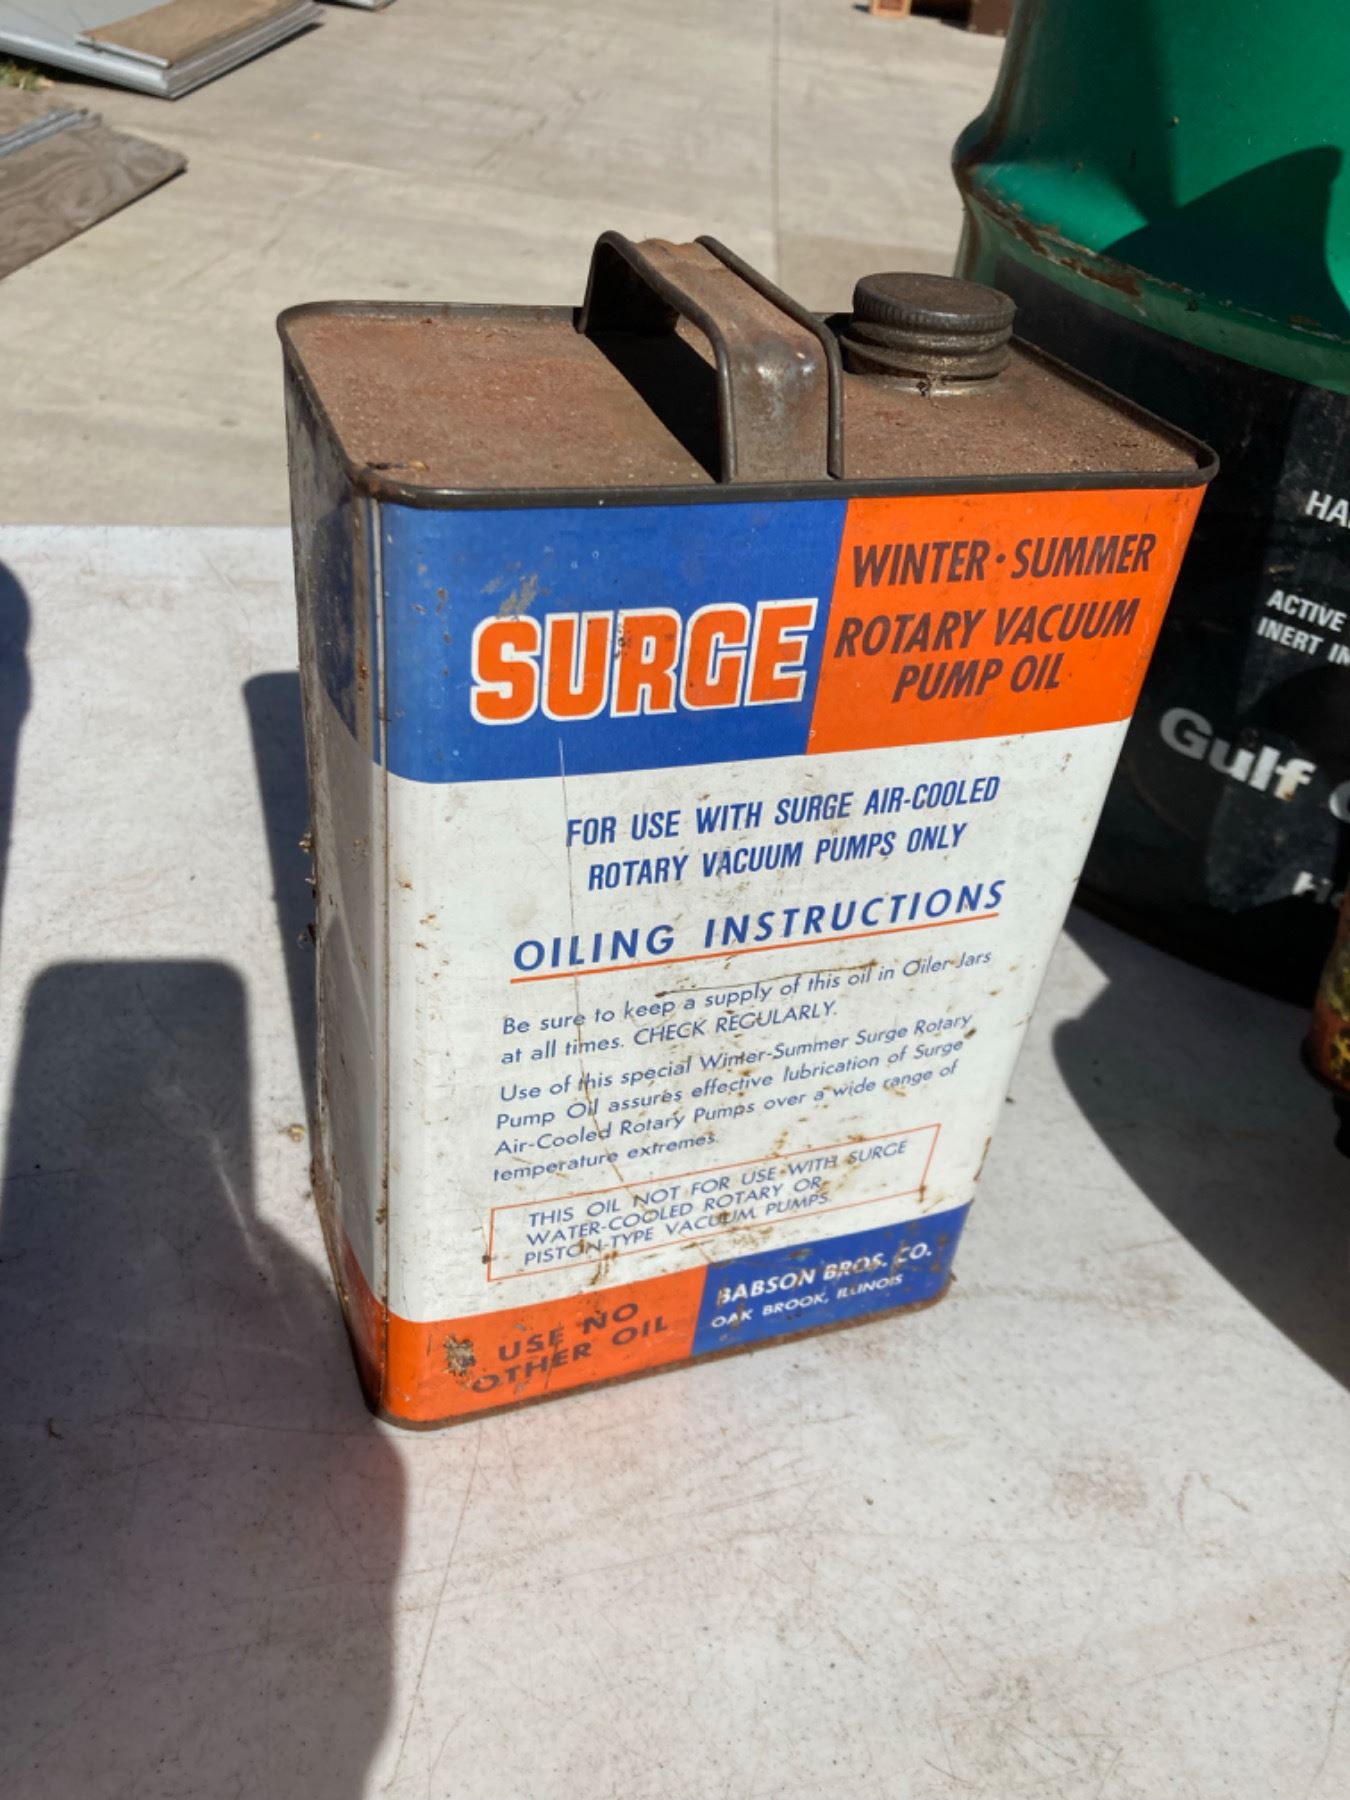 SURGE
WINTER · SUMMER
ROTARY VACUUM
PUMP OIL
FOR USE WITH SURGE AIR-COOLED
ROTARY VACUUM PUMPS ONLY
OILING INSTRUCTIONS
Be sure to keep a supply of this oil in Oiler Jars
at all times. CHECK REGULARLY.
Use of this special Winter-Summer Surge Rotary
Pump Oil assures effective lubrication of Surge
Air-Cooled Rotary Pumps over a wide range of
temperature extremes.
THIS OIL NOT FOR USE WITH SURGE
WATER-COOLED ROTARY OR
PISTON-TYPE VACUUM PUMPS.
USE NO
OTHER OIL
BABSON BROS. CO.
OAK BROOK, ILLINOIS
ACTIVE
INERT
Gulf